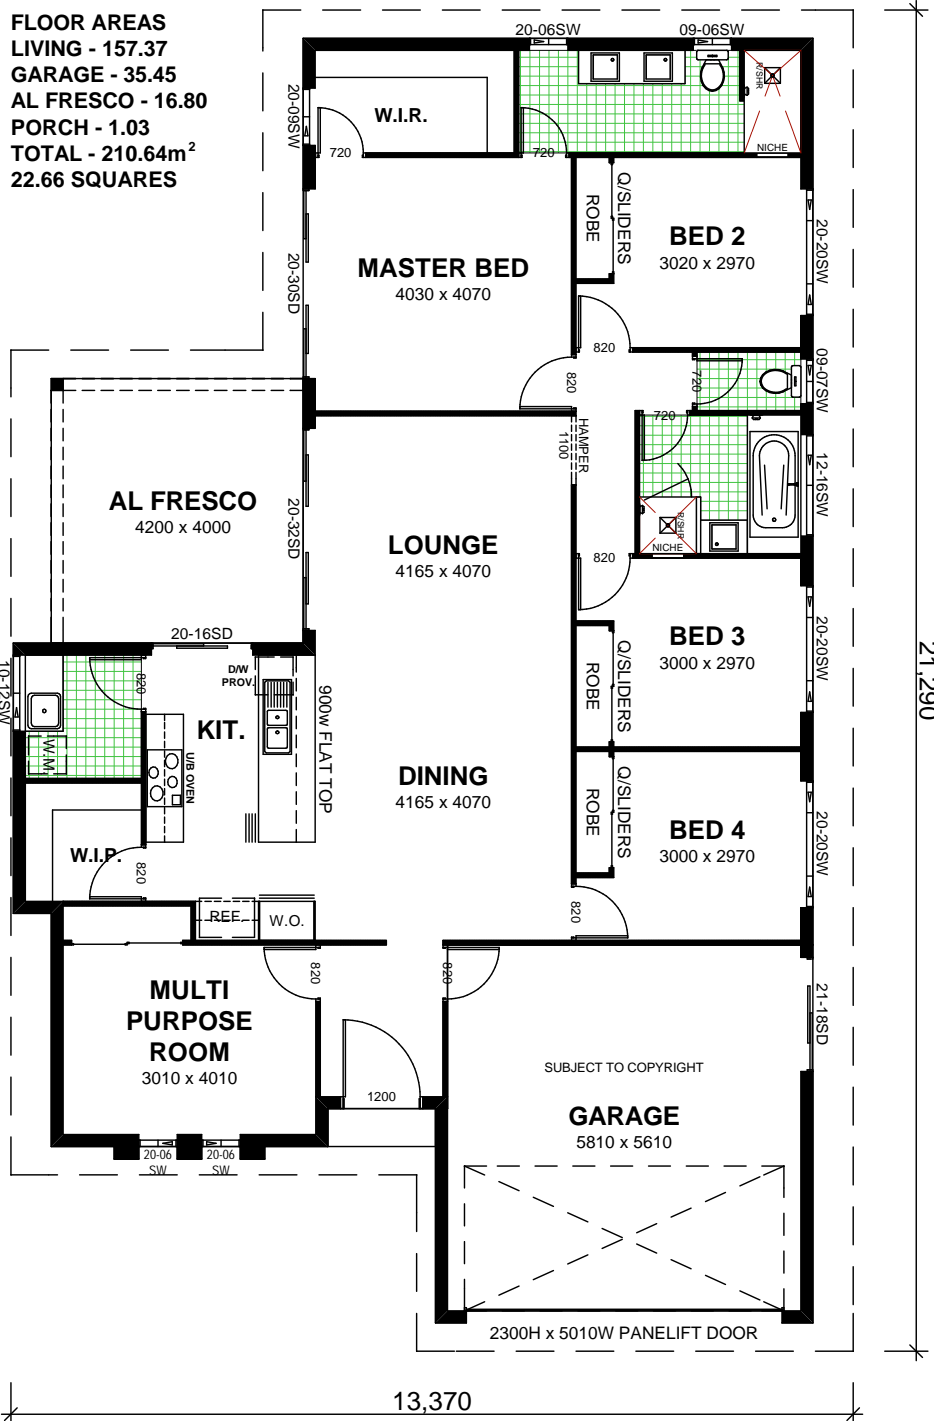 FLOOR AREAS
LIVING - 157.37
GARAGE - 35.45
AL FRESCO - 16.80
PORCH - 1.03
TOTAL - 210.64m²
22.66 SQUARES
20-06SW
09-06SW
20-09SW
W.I.R.
R/SHR
720
720
NICHE
ROBE
Q/SLIDERS
BED 2
3020 x 2970
20-20SW
MASTER BED
4030 x 4070
20-30SD
820
820
720
09-07SW
720
HAMPER
1100
12-16SW
AL FRESCO
4200 x 4000
20-32SD
LOUNGE
4165 x 4070
R/SHR
NICHE
820
20-16SD
BED 3
3000 x 2970
ROBE
Q/SLIDERS
20-20SW
21,290
10-12SW
820
D/W
PROV.
KIT.
900w FLAT TOP
W.M.
U/B OVEN
DINING
4165 x 4070
ROBE
Q/SLIDERS
BED 4
3000 x 2970
20-20SW
W.I.P.
820
REF.
W.O.
820
820
820
MULTI
PURPOSE
ROOM
3010 x 4010
21-18SD
SUBJECT TO COPYRIGHT
1200
GARAGE
5810 x 5610
20-06
SW
20-06
SW
2300H x 5010W PANELIFT DOOR
13,370